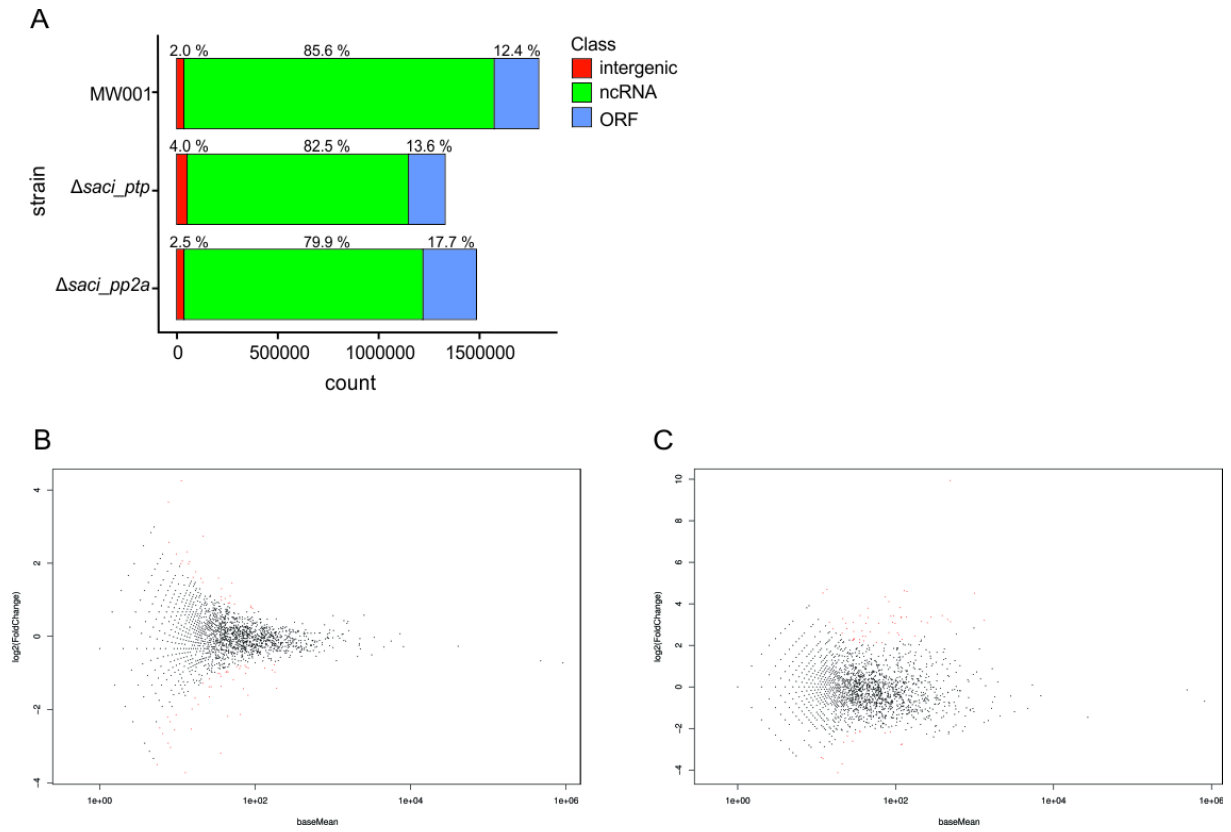 A
2.0 % 85.6 % 12.4 %
MW001
4.0 % 82.5 % 13.6 %
Δsaci_ptp
2.5 % 79.9 % 17.7 %
Δsaci_pp2a
strain
0 500000 1000000 1500000
count
Class
intergenic
ncRNA
ORF
B
4
2
0
-2
-4
log2(FoldChange)
1e+00 1e+02 1e+04 1e+06
baseMean
C
10
8
6
4
2
0
-2
-4
log2(FoldChange)
1e+00 1e+02 1e+04 1e+06
baseMean